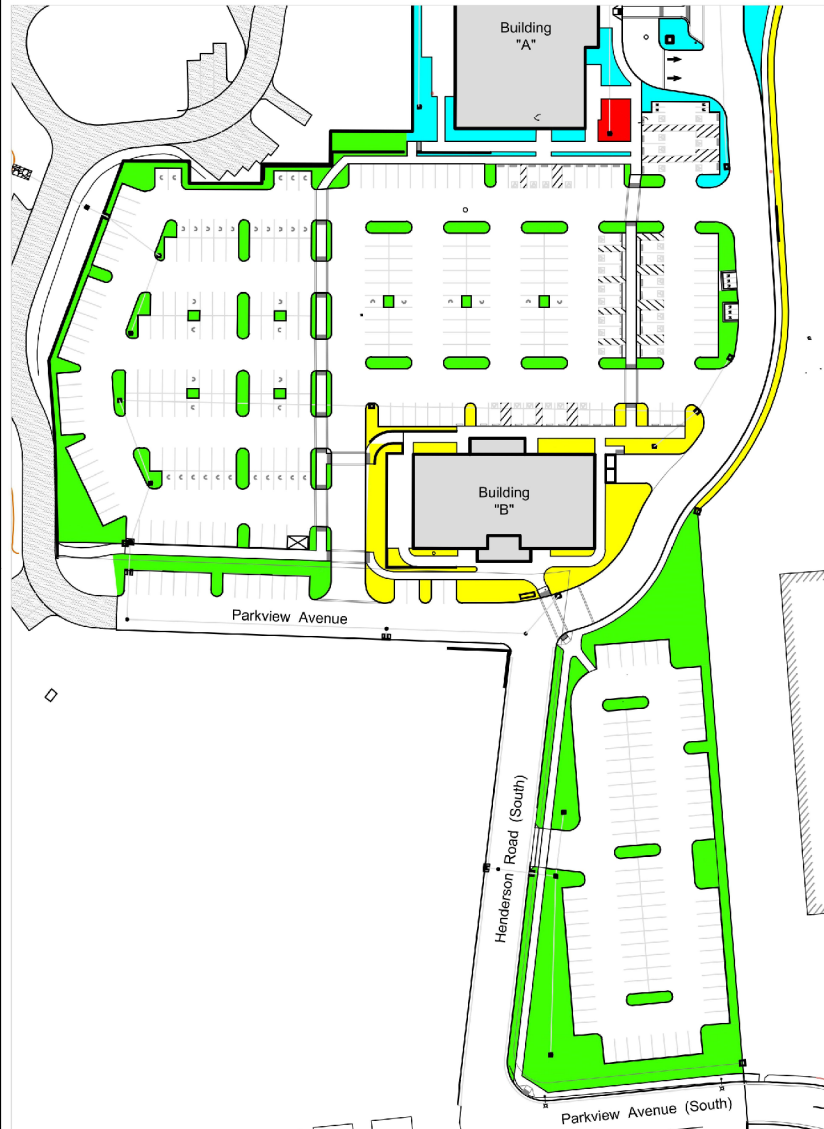 Building
"A"
Building
"B"
Parkview Avenue
Henderson Road (South)
Parkview Avenue (South)